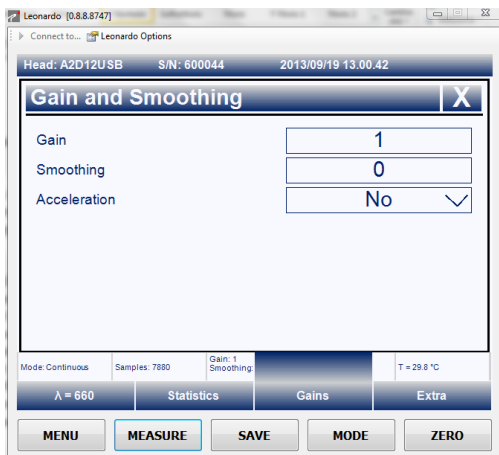 Leonardo [0.8.8.8747]
Connect to... Leonardo Options
Head: A2D12USB S/N: 600044 2013/09/19 13.00.42
Gain and Smoothing X
Gain 1
Smoothing 0
Acceleration No
Mode: Continuous Samples: 7880 Gain: 1 T = 29.8 °C
Smoothing:
λ = 660 Statistics Gains Extra
MENU MEASURE SAVE MODE ZERO